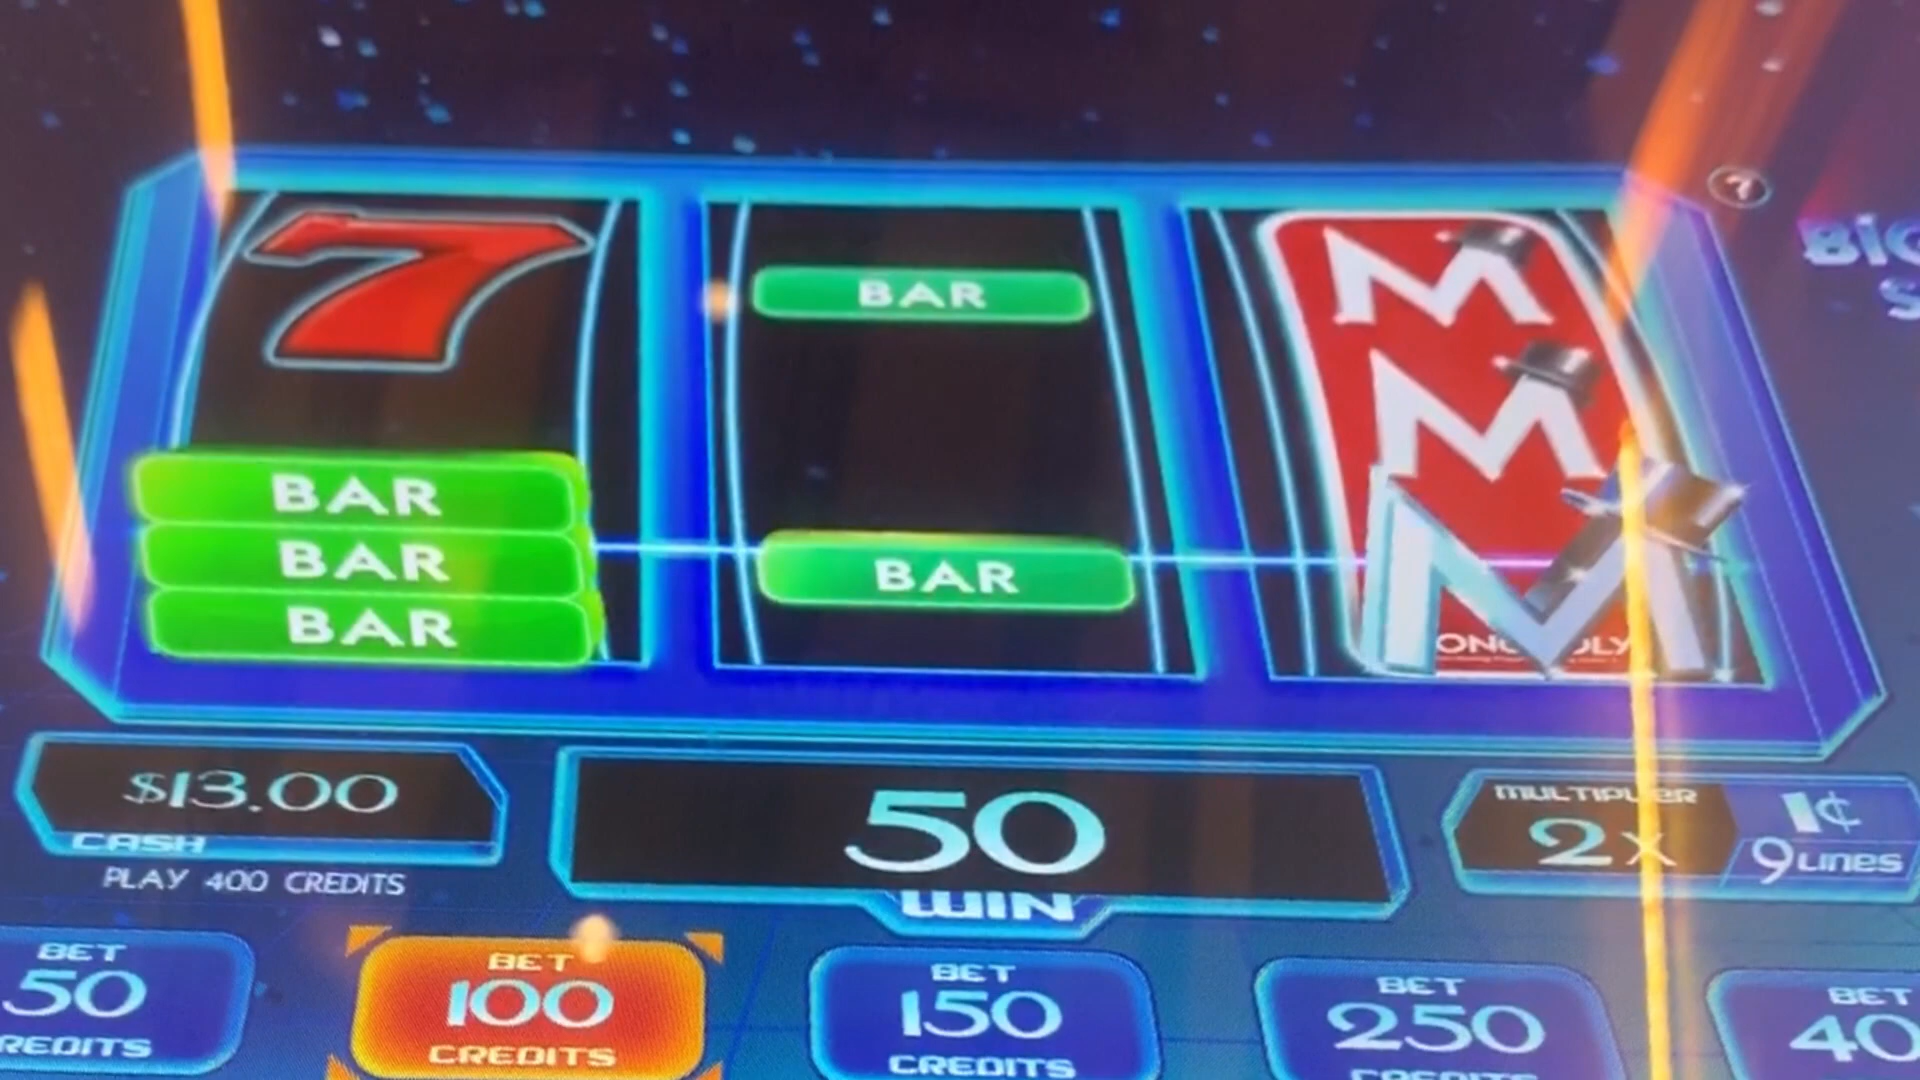 7
BAR
M
M
M
BAR
BAR
BAR
BAR
$13.00
CASH
PLAY 400 CREDITS
50
WIN
MULTIPLIER
2X
1¢
9 LINES
BET
50
BET
100
CREDITS
BET
150
CREDITS
BET
250
CREDITS
BET